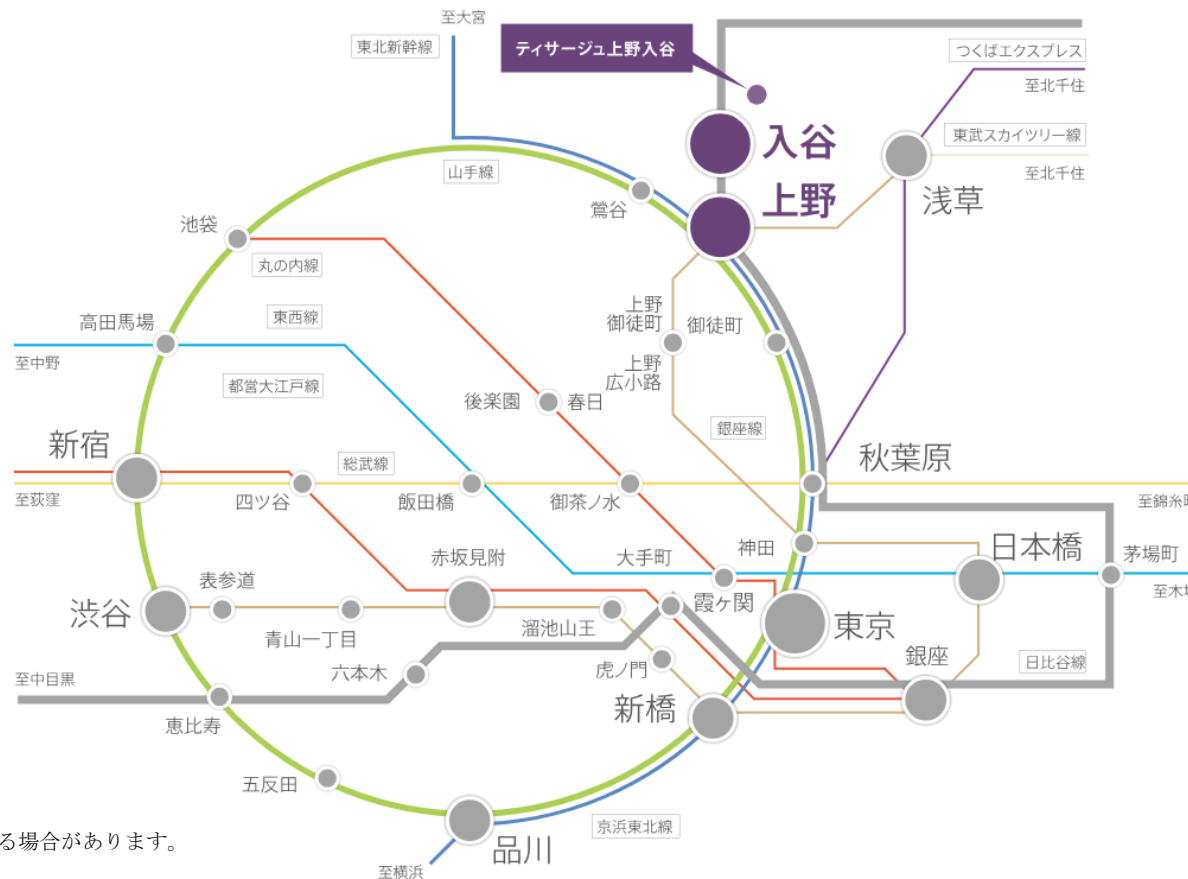 至大宮
東北新幹線
ティサージュ上野入谷
つくばエクスプレス
至北千住
東武スカイツリー線
至北千住
入谷
上野
浅草
山手線
鶯谷
池袋
丸の内線
東西線
高田馬場
至中野
上野
御徒町
御徒町
上野
広小路
都営大江戸線
後楽園
春日
銀座線
新宿
総武線
秋葉原
至荻窪
四ツ谷
飯田橋
御茶ノ水
至錦糸町
赤坂見附
大手町
神田
日本橋
茅場町
至木場
表参道
渋谷
青山一丁目
溜池山王
霞ヶ関
東京
銀座
日比谷線
至中目黒
六本木
虎ノ門
新橋
恵比寿
五反田
る場合があります。
品川
京浜東北線
至横浜